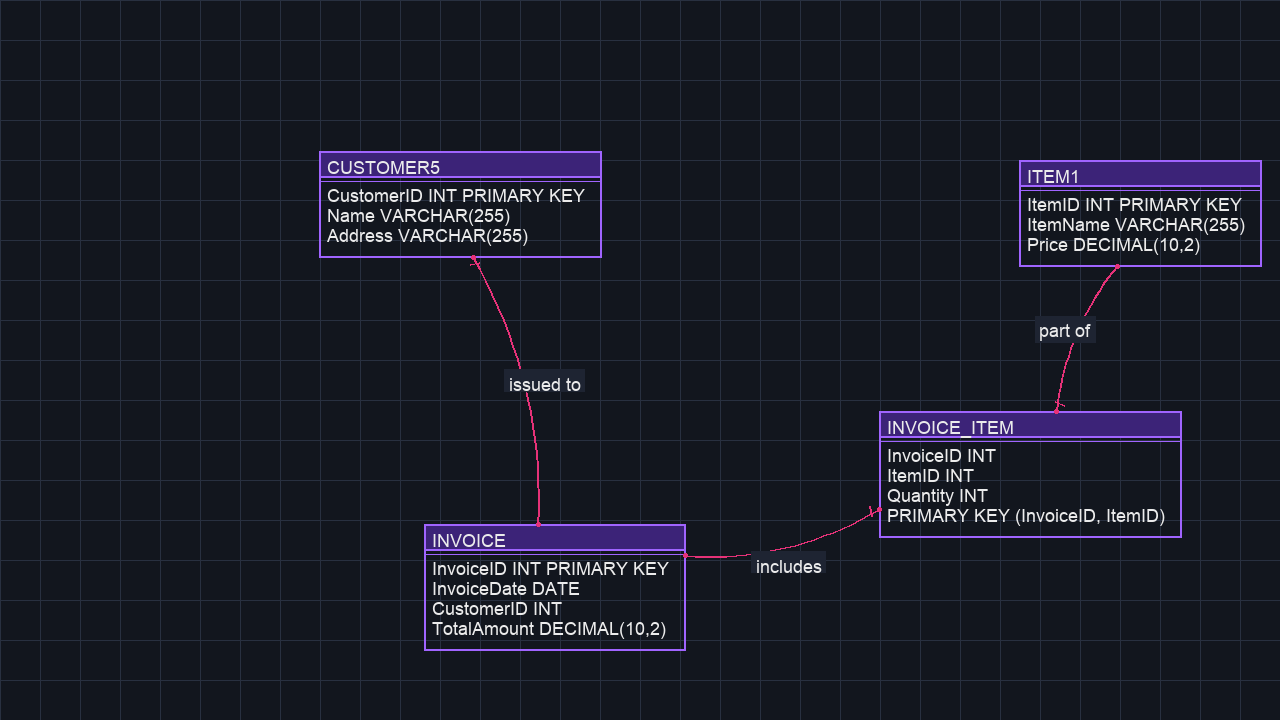 CUSTOMER5
CustomerID INT PRIMARY KEY
Name VARCHAR(255)
Address VARCHAR(255)
ITEM1
ItemID INT PRIMARY KEY
ItemName VARCHAR(255)
Price DECIMAL(10,2)
part of
issued to
INVOICE_ITEM
InvoiceID INT
ItemID INT
Quantity INT
PRIMARY KEY (InvoiceID, ItemID)
INVOICE
InvoiceID INT PRIMARY KEY
InvoiceDate DATE
CustomerID INT
TotalAmount DECIMAL(10,2)
includes